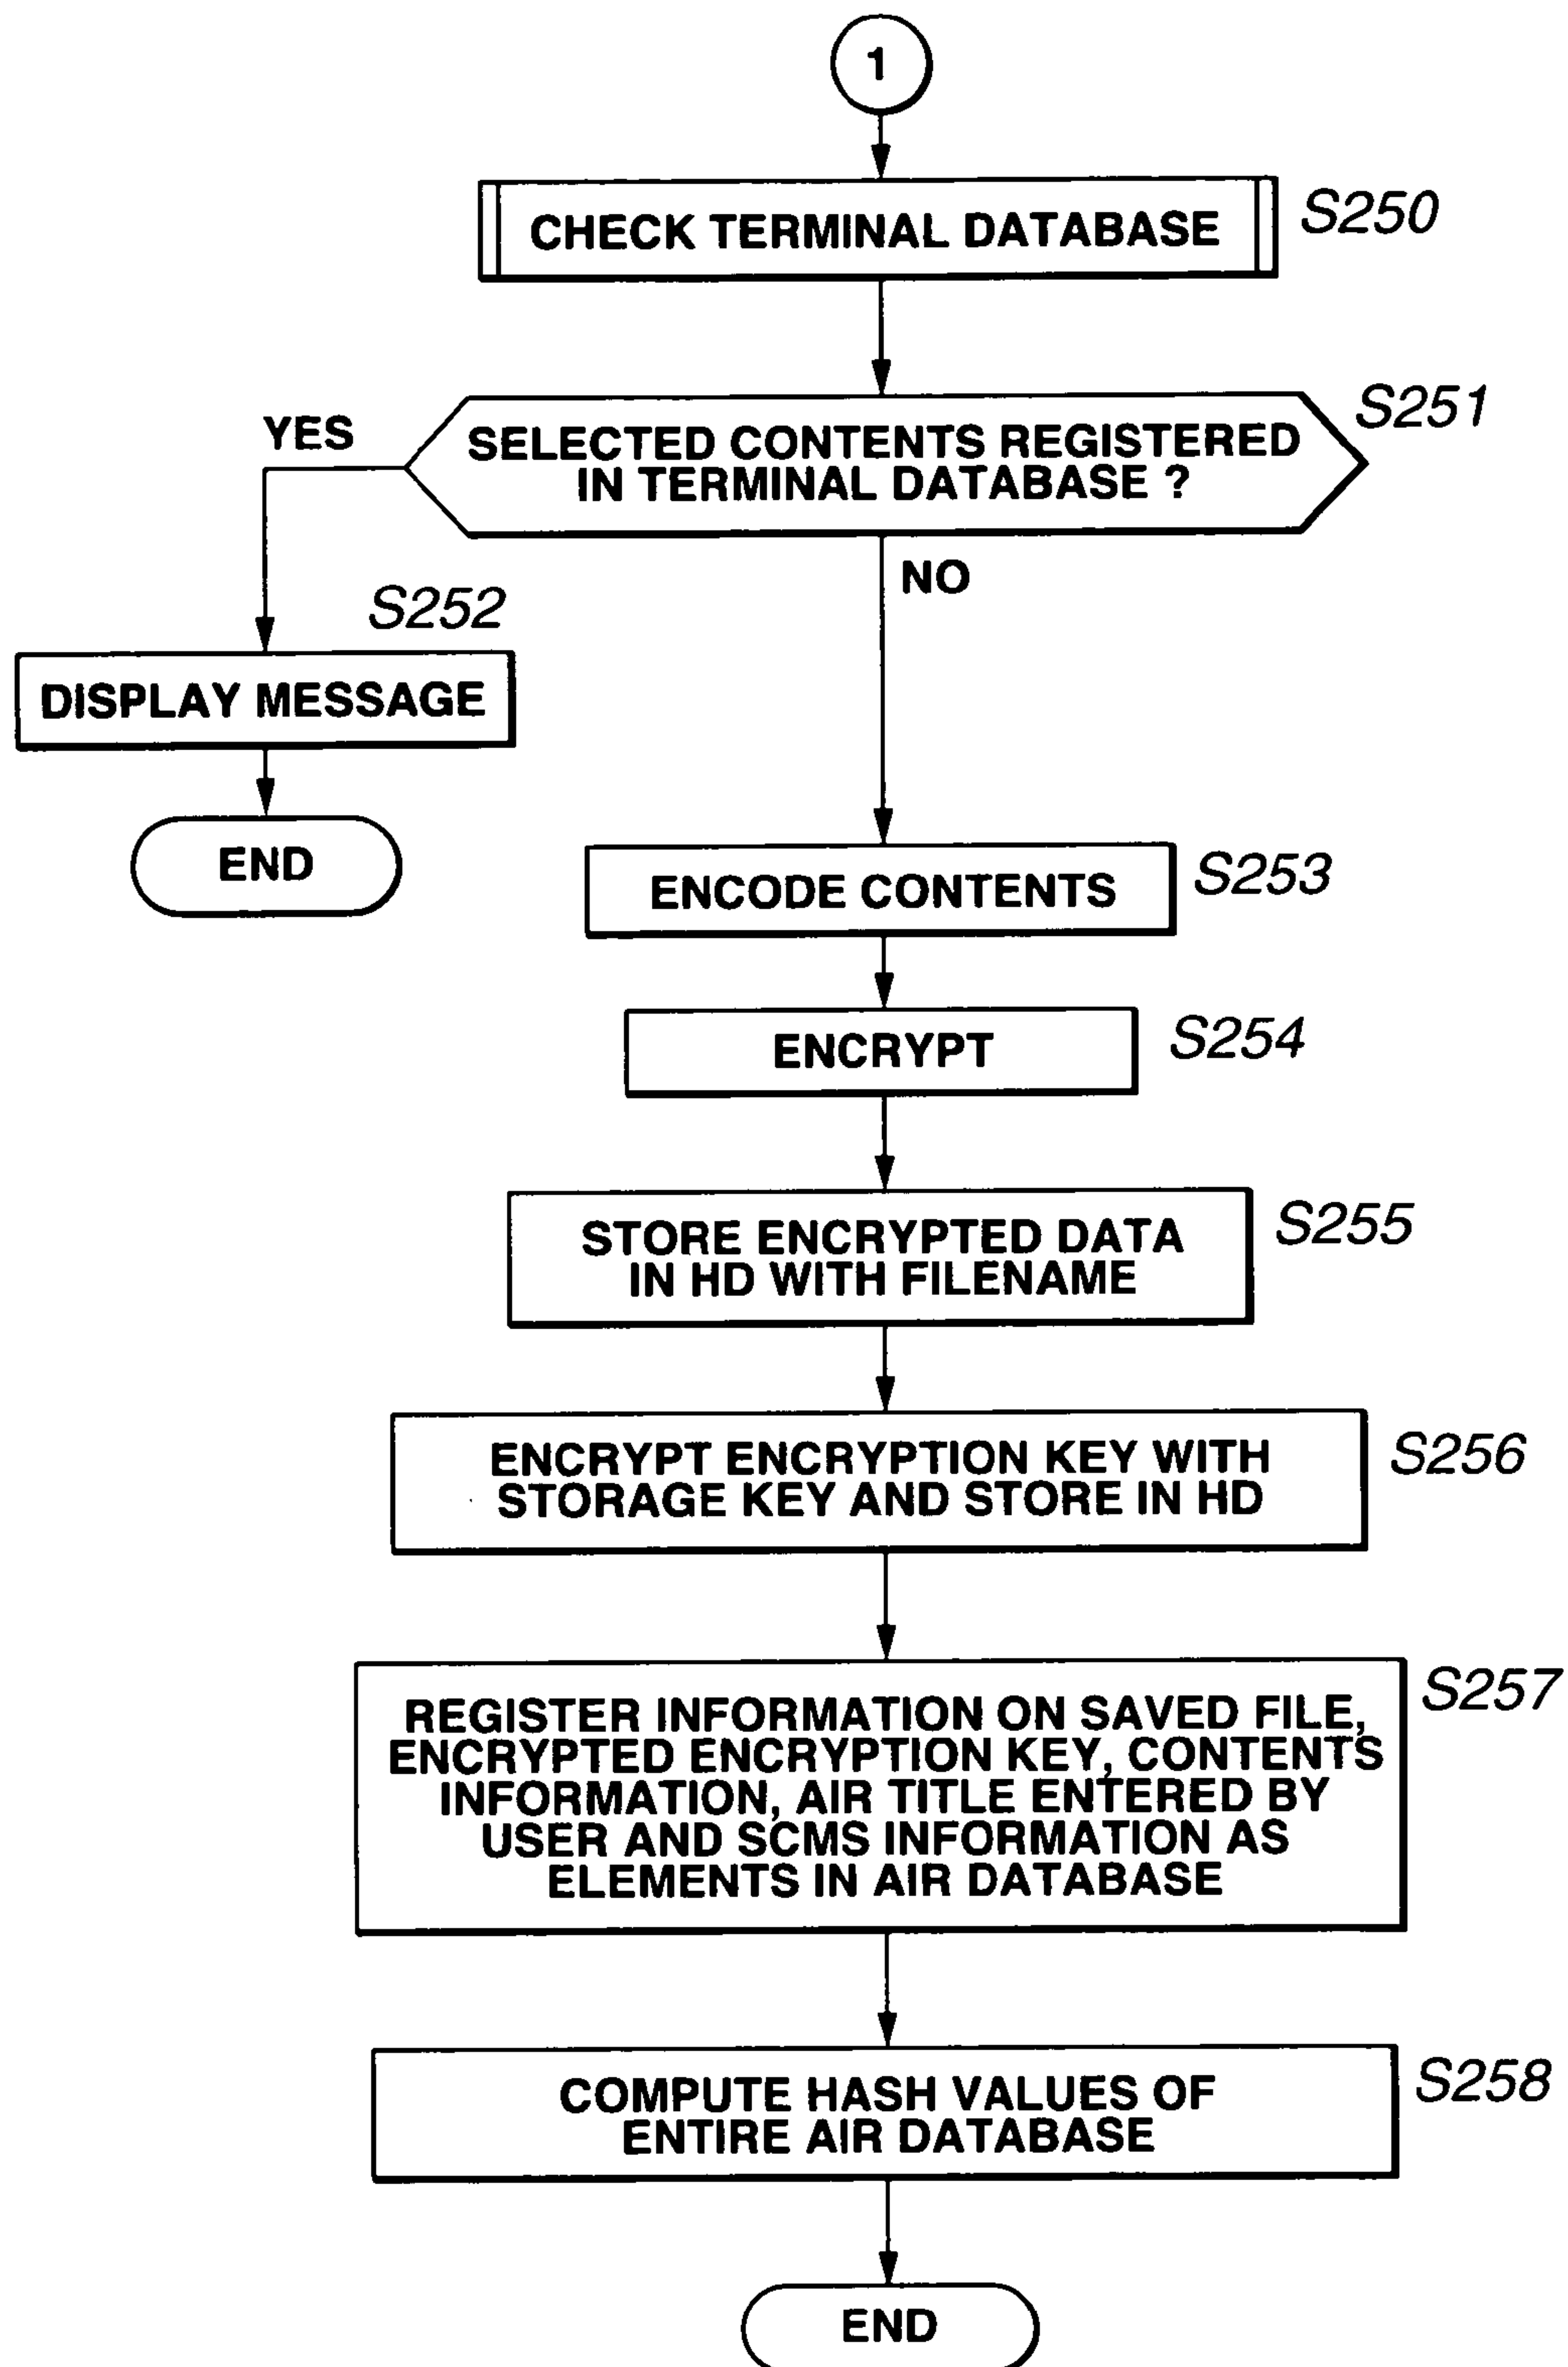 1
CHECK TERMINAL DATABASE
S250
S251
YES
SELECTED CONTENTS REGISTERED
IN TERMINAL DATABASE ?
NO
S252
DISPLAY MESSAGE
END
ENCODE CONTENTS
S253
ENCRYPT
S254
STORE ENCRYPTED DATA
IN HD WITH FILENAME
S255
ENCRYPT ENCRYPTION KEY WITH
STORAGE KEY AND STORE IN HD
S256
REGISTER INFORMATION ON SAVED FILE,
ENCRYPTED ENCRYPTION KEY, CONTENTS
INFORMATION, AIR TITLE ENTERED BY
USER AND SCMS INFORMATION AS
ELEMENTS IN AIR DATABASE
S257
COMPUTE HASH VALUES OF
ENTIRE AIR DATABASE
S258
END